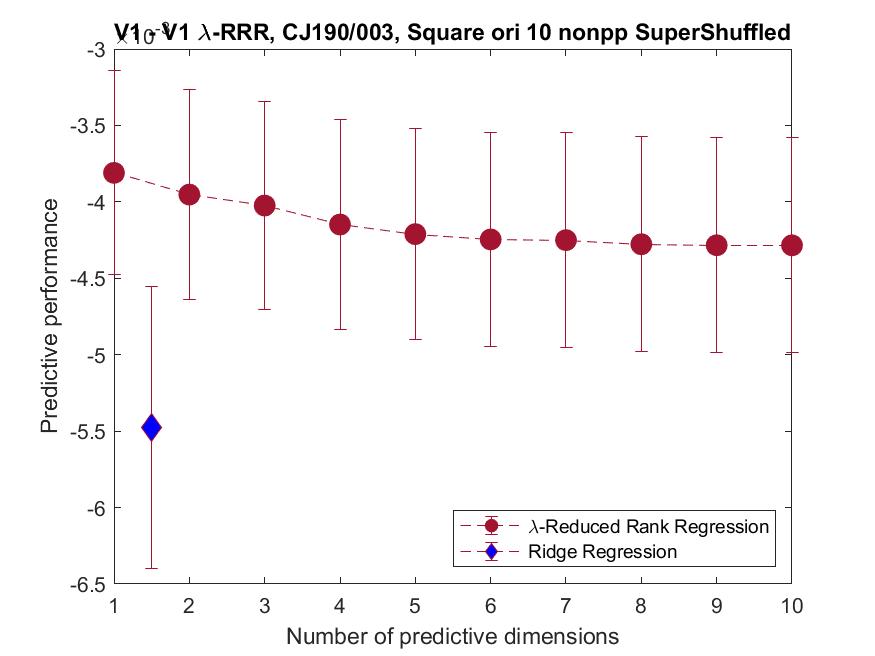 V1 - V1 λ-RRR, CJ190/003, Square ori 10 nonpp SuperShuffled
×10⁻³
-3
-3.5
-4
-4.5
-5
-5.5
-6
-6.5
Predictive performance
1 2 3 4 5 6 7 8 9 10
Number of predictive dimensions
λ-Reduced Rank Regression
Ridge Regression